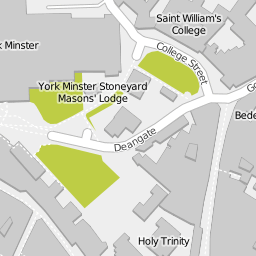 Saint William's
College
k Minster
College Street
York Minster Stoneyard
Masons' Lodge
Bede
Deangate
Holy Trinity